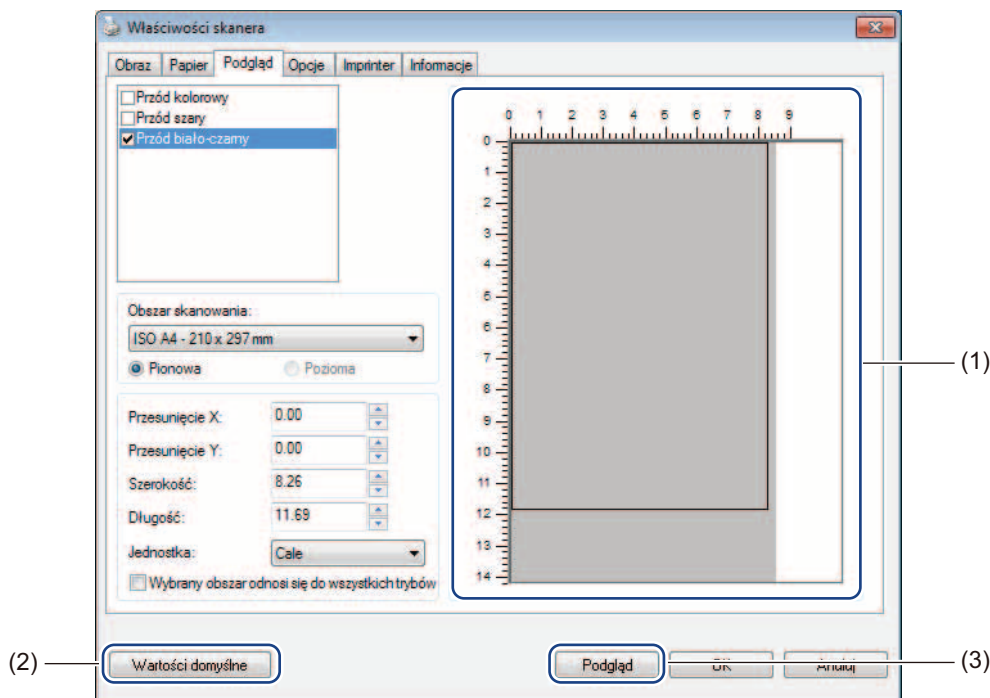 Właściwości skanera
Obraz Papier Podgląd Opcje Imprinter Informacje
Przód kolorowy
Przód szary
Przód biało-czarny
Obszar skanowania:
ISO A4 - 210 x 297 mm
Pionowa Pozioma
Przesunięcie X: 0.00
Przesunięcie Y: 0.00
Szerokość: 8.26
Długość: 11.69
Jednostka: Cale
Wybrany obszar odnosi się do wszystkich trybów
0 1 2 3 4 5 6 7 8 9
0
1
2
3
4
5
6
7
8
9
10
11
12
13
14
(1)
(2) Wartości domyślne Podgląd OK Anuluj (3)